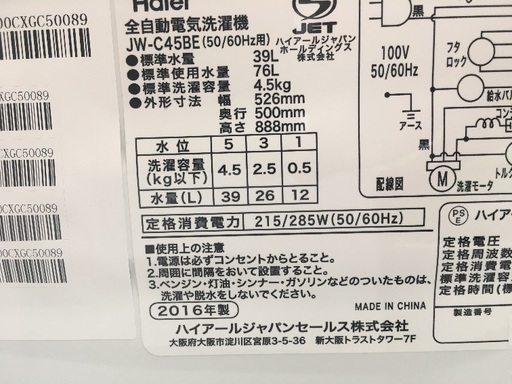 Haier
全自動電気洗濯機
JW-C45BE(50/60Hz用)
●標準水量 39L
●標準使用水量 76L
●標準洗濯容量 4.5kg
●外形寸法 幅 526mm
奥行 500mm
高さ 888mm
JET
ハイアールジャパン
ホールディングス
株式会社
水位 5 3 1
洗濯容量
(kg以下) 4.5 2.5 0.5
水量(L) 39 26 12
定格消費電力 215/285W(50/60Hz)
■使用上の注意
1.電源は必ずコンセントからとること。
2.周囲に間隔をおいて設置すること。
3.ベンジン・灯油・シンナー・ガソリンなどのついたものは、
洗濯や脱水をしないでください。
2016年製
MADE IN CHINA
ハイアールジャパンセールス株式会社
大阪府大阪市淀川区宮原3-5-36 新大阪トラストタワー7F
黒
100V
50/60Hz
フタ
ロック
アース
黒
配線図
M
洗濯モータ
PS
E
ハイアー
定格電圧
定格周波数
定格消費電
標準洗濯容
定格時間(
製造番号
00CXGC50089
XGC50089
CXGC50089
0CXGC50089
00CXGC50089